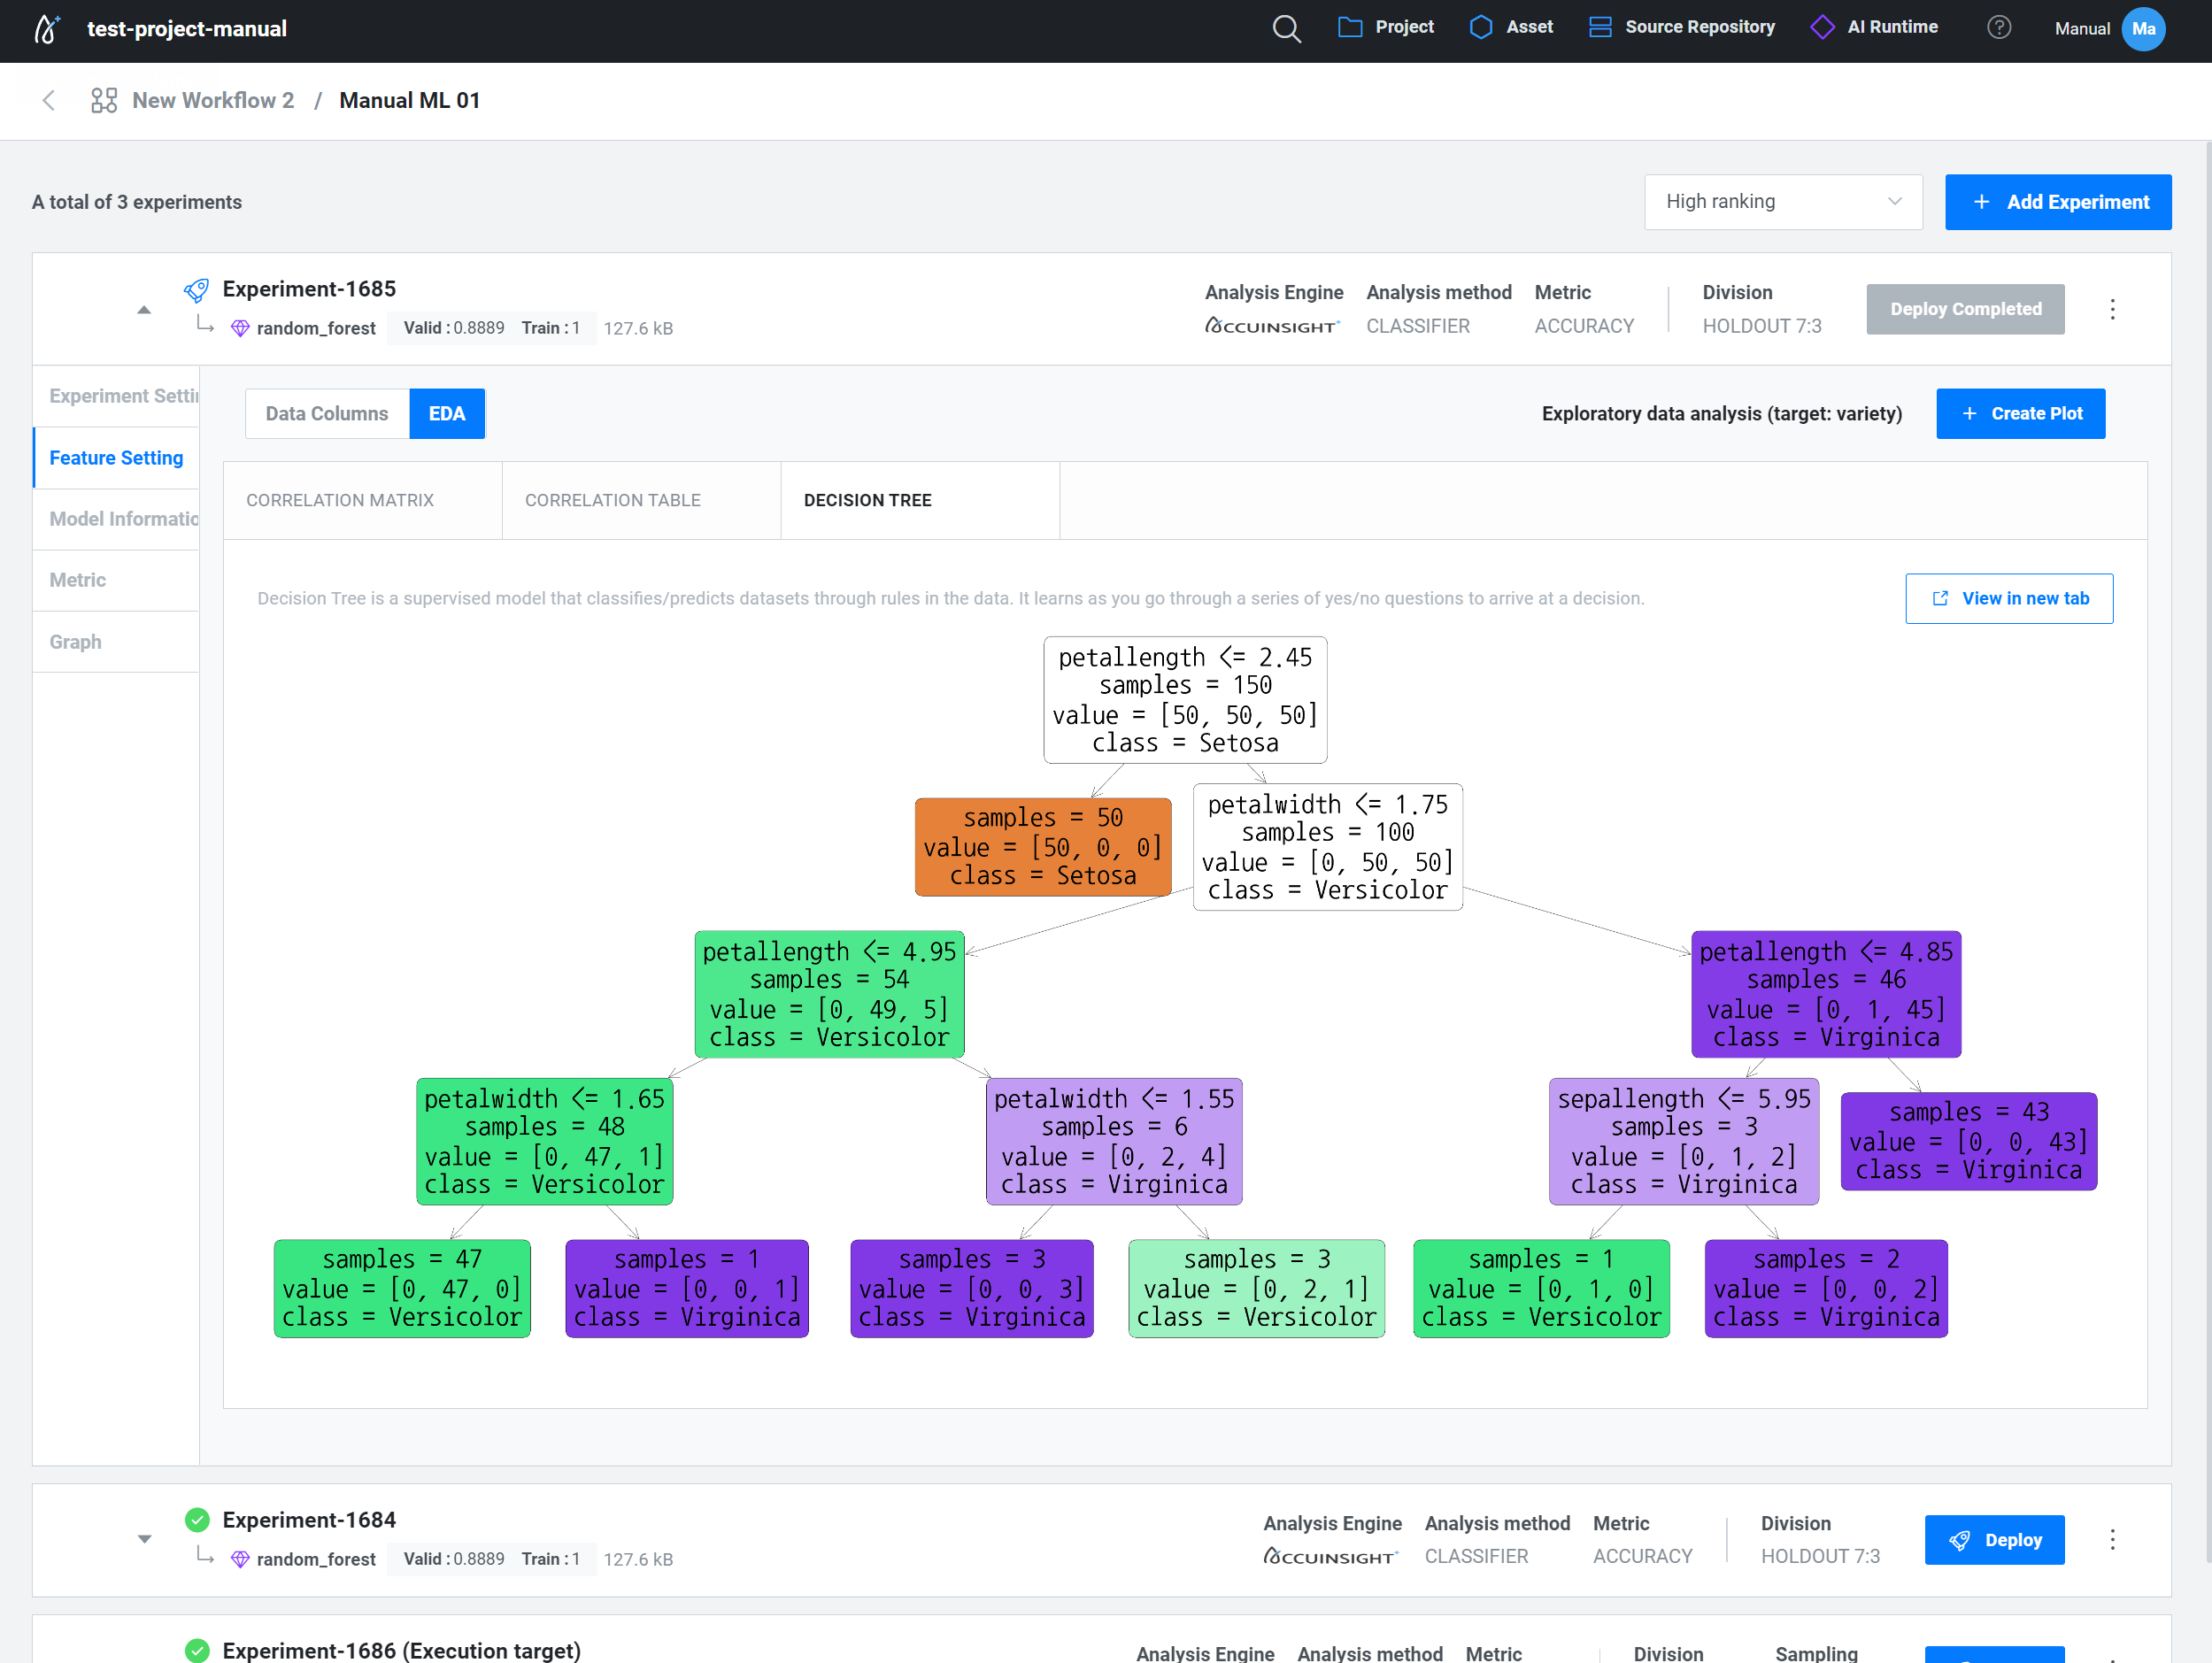 test-project-manual
Project
Asset
Source Repository
AI Runtime
?
Manual
Ma
New Workflow 2 / Manual ML 01
A total of 3 experiments
High ranking
+ Add Experiment
Experiment-1685
random_forest
Valid : 0.8889 Train : 1
127.6 kB
Analysis Engine
ACCUINSIGHT+
Analysis method
CLASSIFIER
Metric
ACCURACY
Division
HOLDOUT 7:3
Deploy Completed
Feature Setting
Metric
Graph
Data Columns
EDA
Exploratory data analysis (target: variety)
+ Create Plot
CORRELATION MATRIX
CORRELATION TABLE
DECISION TREE
Decision Tree is a supervised model that classifies/predicts datasets through rules in the data. It learns as you go through a series of yes/no questions to arrive at a decision.
View in new tab
petallength <= 2.45
samples = 150
value = [50, 50, 50]
class = Setosa
samples = 50
value = [50, 0, 0]
class = Setosa
petalwidth <= 1.75
samples = 100
value = [0, 50, 50]
class = Versicolor
petallength <= 4.95
samples = 54
value = [0, 49, 5]
class = Versicolor
petallength <= 4.85
samples = 46
value = [0, 1, 45]
class = Virginica
petalwidth <= 1.65
samples = 48
value = [0, 47, 1]
class = Versicolor
petalwidth <= 1.55
samples = 6
value = [0, 2, 4]
class = Virginica
sepallength <= 5.95
samples = 3
value = [0, 1, 2]
class = Virginica
samples = 43
value = [0, 0, 43]
class = Virginica
samples = 47
value = [0, 47, 0]
class = Versicolor
samples = 1
value = [0, 0, 1]
class = Virginica
samples = 3
value = [0, 0, 3]
class = Virginica
samples = 3
value = [0, 2, 1]
class = Versicolor
samples = 1
value = [0, 1, 0]
class = Versicolor
samples = 2
value = [0, 0, 2]
class = Virginica
Experiment Setti
Model Informatio
Experiment-1684
random_forest
Valid : 0.8889 Train : 1
127.6 kB
Analysis Engine
ACCUINSIGHT+
Analysis method
CLASSIFIER
Metric
ACCURACY
Division
HOLDOUT 7:3
Deploy
Experiment-1686 (Execution target)
Analysis Engine
Analysis method
Metric
Division
Sampling